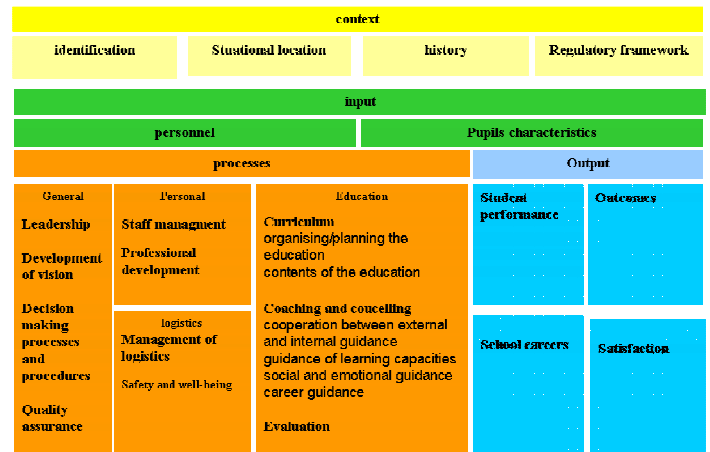 context
identification
Stuational location
history
Regulatory framework
input
personnel
Pupils characteristics
processes
Output
General
Leadership
Development
of vision
Decision
making
processes
and
procedures
Quality
assurance
Personal
Staff managment
Professional
development
logistics
Management of
logistics
Safety and well-being
Education
Curriculum
organising/planning the
education
contents of the education
Coaching and coucelling
cooperation between external
and internal guidance
guidance of learning capacities
social and emotional guidance
career guidance
Evaluation
Student
performance
Outcomes
School careers
Satisfaction